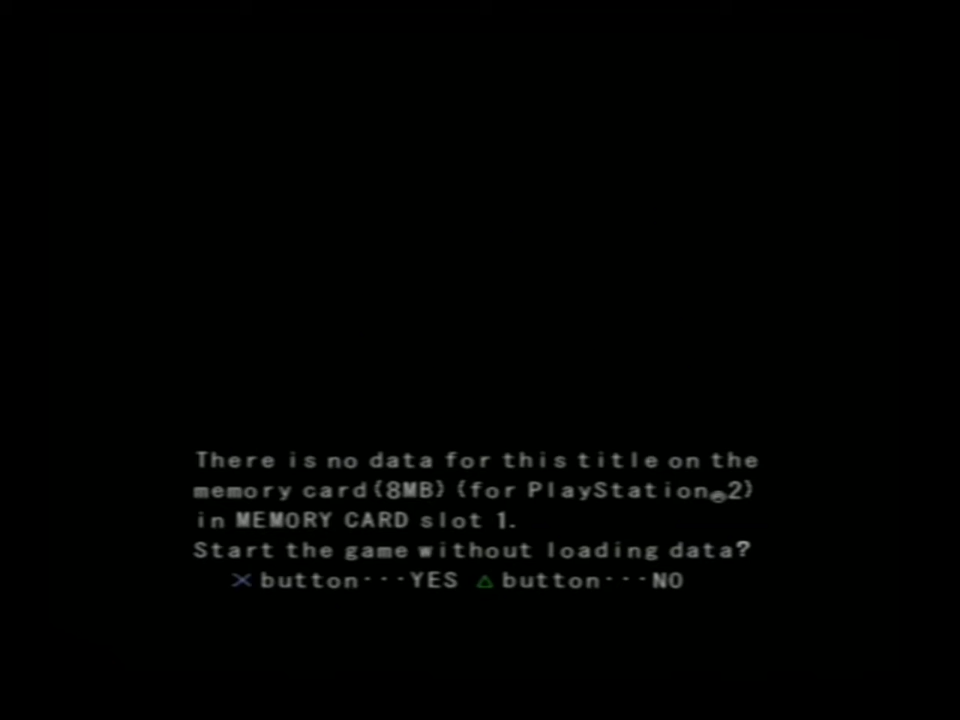 There is no data for this title on the
memory card(8MB) (for PlayStation®2)
in MEMORY CARD slot 1.
Start the game without loading data?
× button···YES △ button···NO